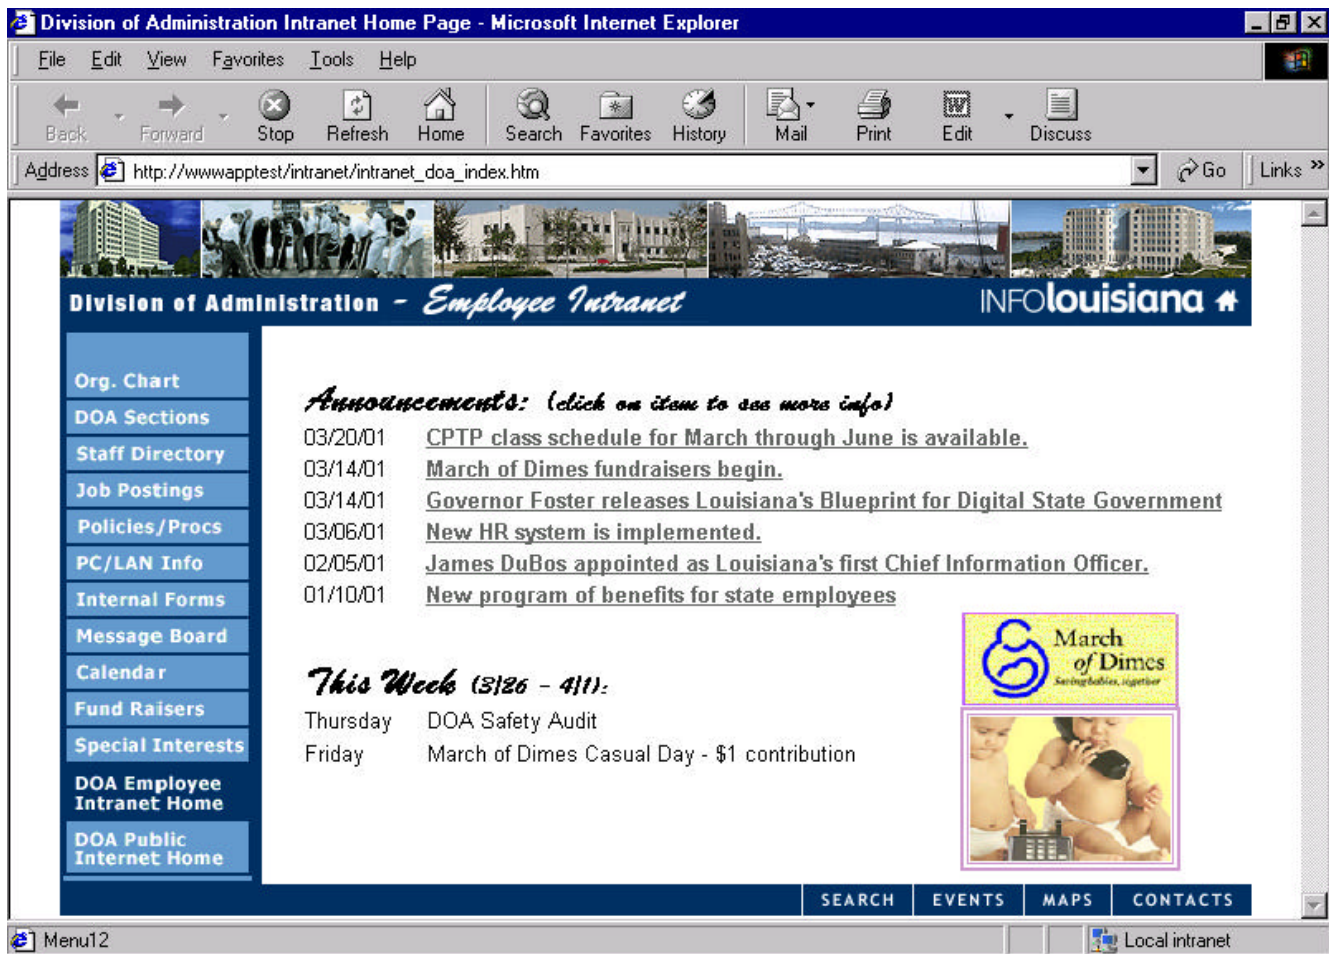 Division of Administration Intranet Home Page - Microsoft Internet Explorer
File Edit View Favorites Tools Help
Back Forward Stop Refresh Home Search Favorites History Mail Print Edit Discuss
Address http://wwwapptest/intranet/intranet_doa_index.htm Go Links »
Division of Administration - Employee Intranet INFOlouisiana
Org. Chart
DOA Sections
Staff Directory
Job Postings
Policies/Procs
PC/LAN Info
Internal Forms
Message Board
Calendar
Fund Raisers
Special Interests
DOA Employee
Intranet Home
DOA Public
Internet Home
Announcements: (click on item to see more info)
03/20/01 CPTP class schedule for March through June is available.
03/14/01 March of Dimes fundraisers begin.
03/14/01 Governor Foster releases Louisiana's Blueprint for Digital State Government
03/06/01 New HR system is implemented.
02/05/01 James DuBos appointed as Louisiana's first Chief Information Officer.
01/10/01 New program of benefits for state employees
This Week (3/26 - 4/1):
Thursday DOA Safety Audit
Friday March of Dimes Casual Day - $1 contribution
March
of Dimes
Saving babies, together
SEARCH EVENTS MAPS CONTACTS
Menu12 Local intranet